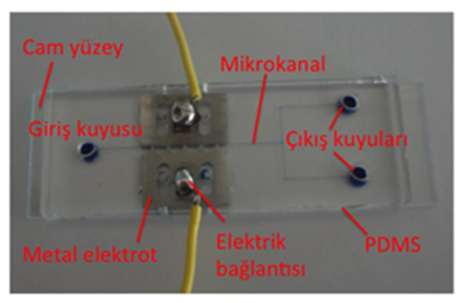 Cam yüzey
Mikrokanal
Giriş kuyusu
Çıkış kuyuları
Metal elektrot
Elektrik
bağlantısı
PDMS